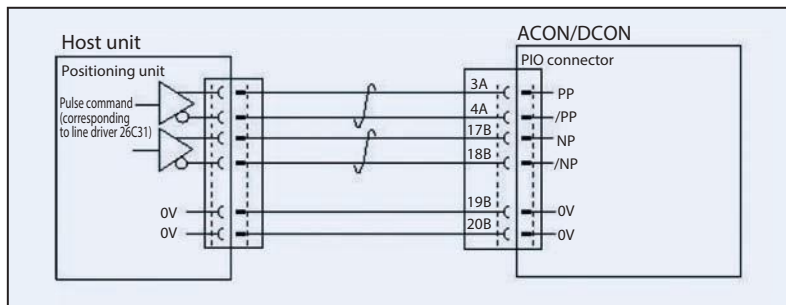 Host unit
ACON/DCON
Positioning unit
PIO connector
Pulse command
(corresponding
to line driver 26C31)
3A
PP
4A
/PP
17B
NP
18B
/NP
0V
19B
0V
0V
20B
0V